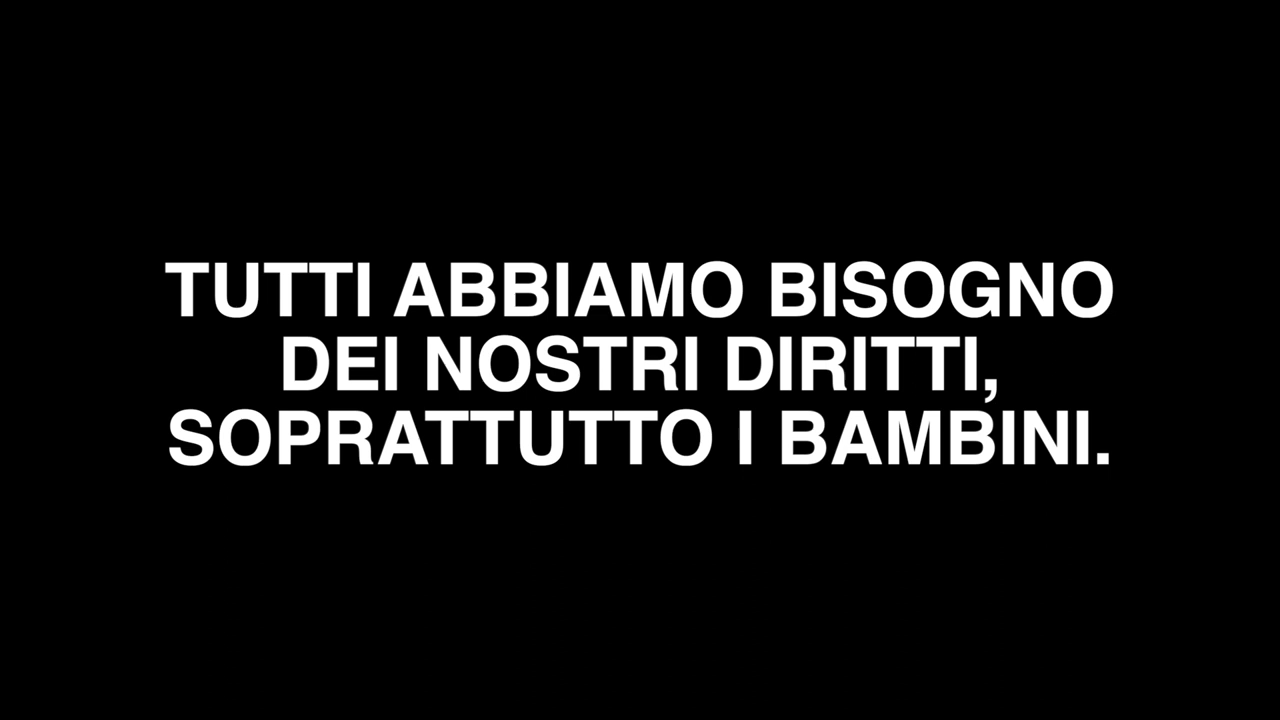 TUTTI ABBIAMO BISOGNO
DEI NOSTRI DIRITTI,
SOPRATTUTTO I BAMBINI.